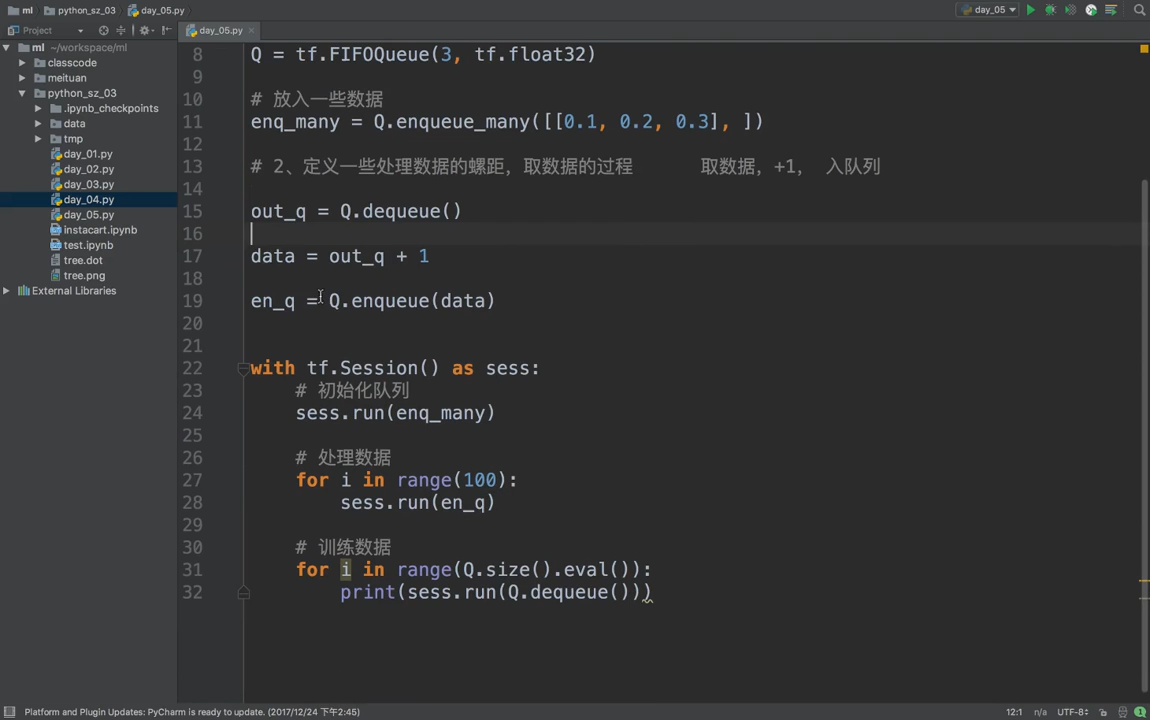 ml
python_sz_03
day_05.py
day_05
Project
day_05.py
ml ~/workspace/ml
classcode
meituan
python_sz_03
.ipynb_checkpoints
data
tmp
day_01.py
day_02.py
day_03.py
day_04.py
day_05.py
instacart.ipynb
test.ipynb
tree.dot
tree.png
External Libraries
8 Q = tf.FIFOQueue(3, tf.float32)
9
10 # 放入一些数据
11 enq_many = Q.enqueue_many([[0.1, 0.2, 0.3], ])
12
13 # 2、定义一些处理数据的螺距，取数据的过程 取数据，+1， 入队列
14
15 out_q = Q.dequeue()
16
17 data = out_q + 1
18
19 en_q = Q.enqueue(data)
20
21
22 with tf.Session() as sess:
23 # 初始化队列
24 sess.run(enq_many)
25
26 # 处理数据
27 for i in range(100):
28 sess.run(en_q)
29
30 # 训练数据
31 for i in range(Q.size().eval()):
32 print(sess.run(Q.dequeue()))
Platform and Plugin Updates: PyCharm is ready to update. (2017/12/24 下午2:45)
12:1 n/a UTF-8 1